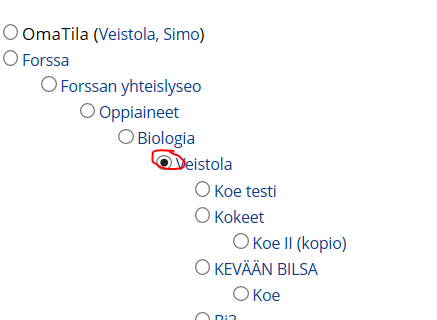 OmaTila (Veistola, Simo)
Forssa
Forssan yhteislyseo
Oppiaineet
Biologia
Veistola
Koe testi
Kokeet
Koe II (kopio)
KEVÄÄN BILSA
Koe